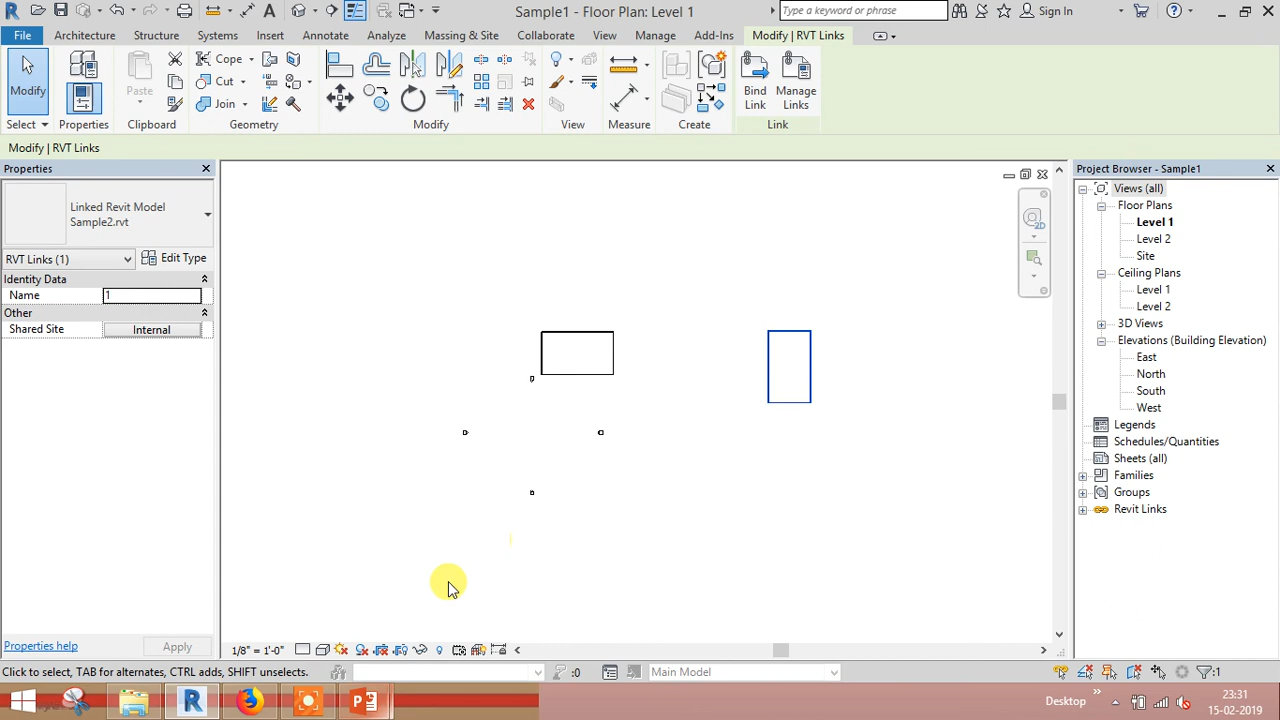 Sample1 - Floor Plan: Level 1
Type a keyword or phrase
Sign In
File
Architecture
Structure
Systems
Insert
Annotate
Analyze
Massing & Site
Collaborate
View
Manage
Add-Ins
Modify | RVT Links
Modify
Paste
Cope
Cut
Join
Bind
Link
Manage
Links
Select
Properties
Clipboard
Geometry
Modify
View
Measure
Create
Link
Modify | RVT Links
Properties
Linked Revit Model
Sample2.rvt
RVT Links (1)
Edit Type
Identity Data
Name
1
Other
Shared Site
Internal
Properties help
Apply
2D
Project Browser - Sample1
Views (all)
Floor Plans
Level 1
Level 2
Site
Ceiling Plans
Level 1
Level 2
3D Views
Elevations (Building Elevation)
East
North
South
West
Legends
Schedules/Quantities
Sheets (all)
Families
Groups
Revit Links
1/8" = 1'-0"
Click to select, TAB for alternates, CTRL adds, SHIFT unselects.
:0
Main Model
:1
Desktop
23:31
15-02-2019